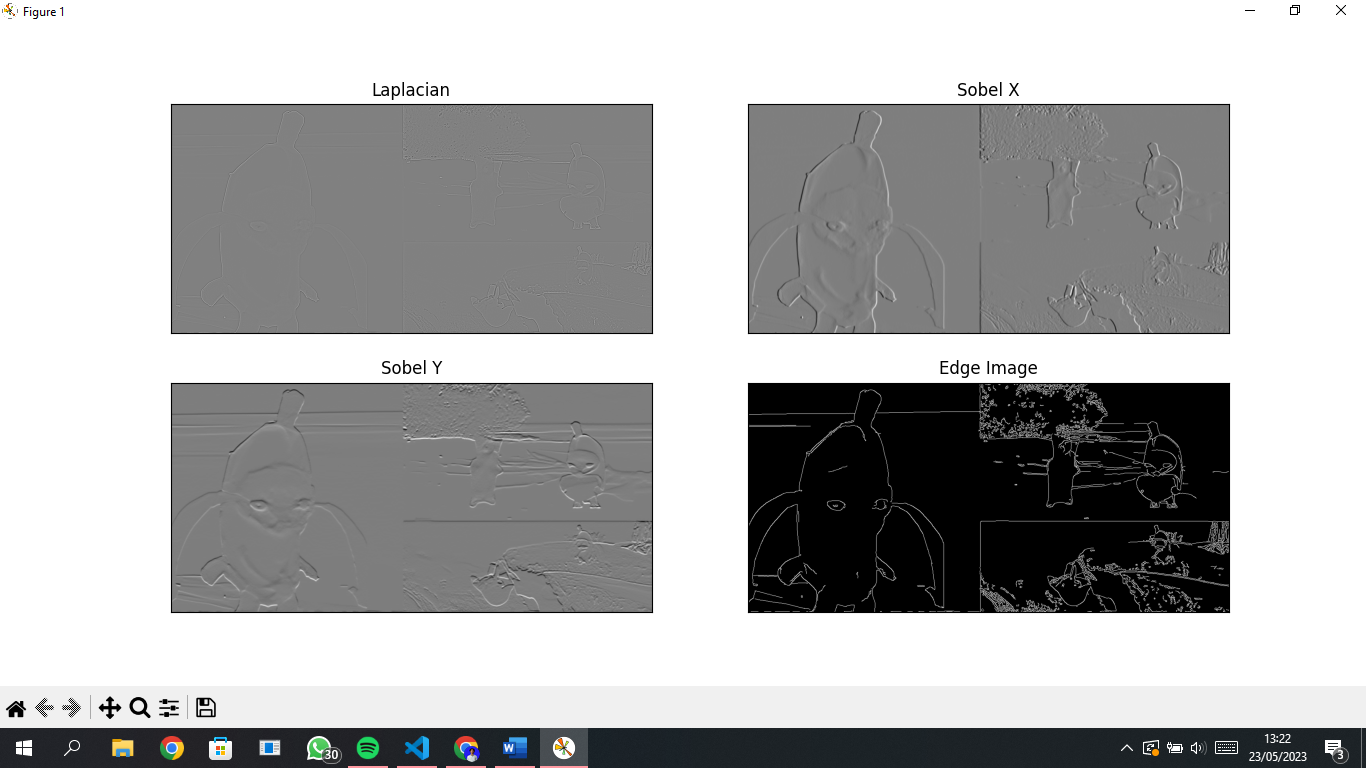 Figure 1
Laplacian
Sobel X
Sobel Y
Edge Image
30
W
13:22
23/05/2023
3